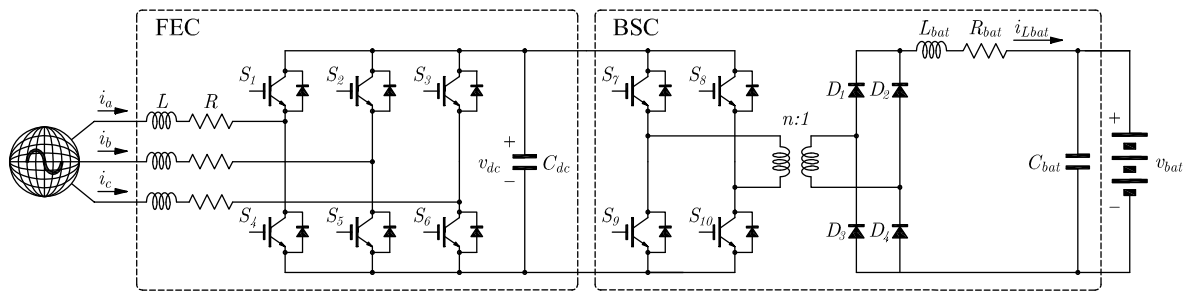 FEC
BSC
i_a
L
R
i_b
i_c
S_1
S_2
S_3
S_4
S_5
S_6
+
v_dc
−
C_dc
S_7
S_8
S_9
S_10
n:1
D_1
D_2
D_3
D_4
L_bat
R_bat
i_Lbat
C_bat
+
v_bat
−